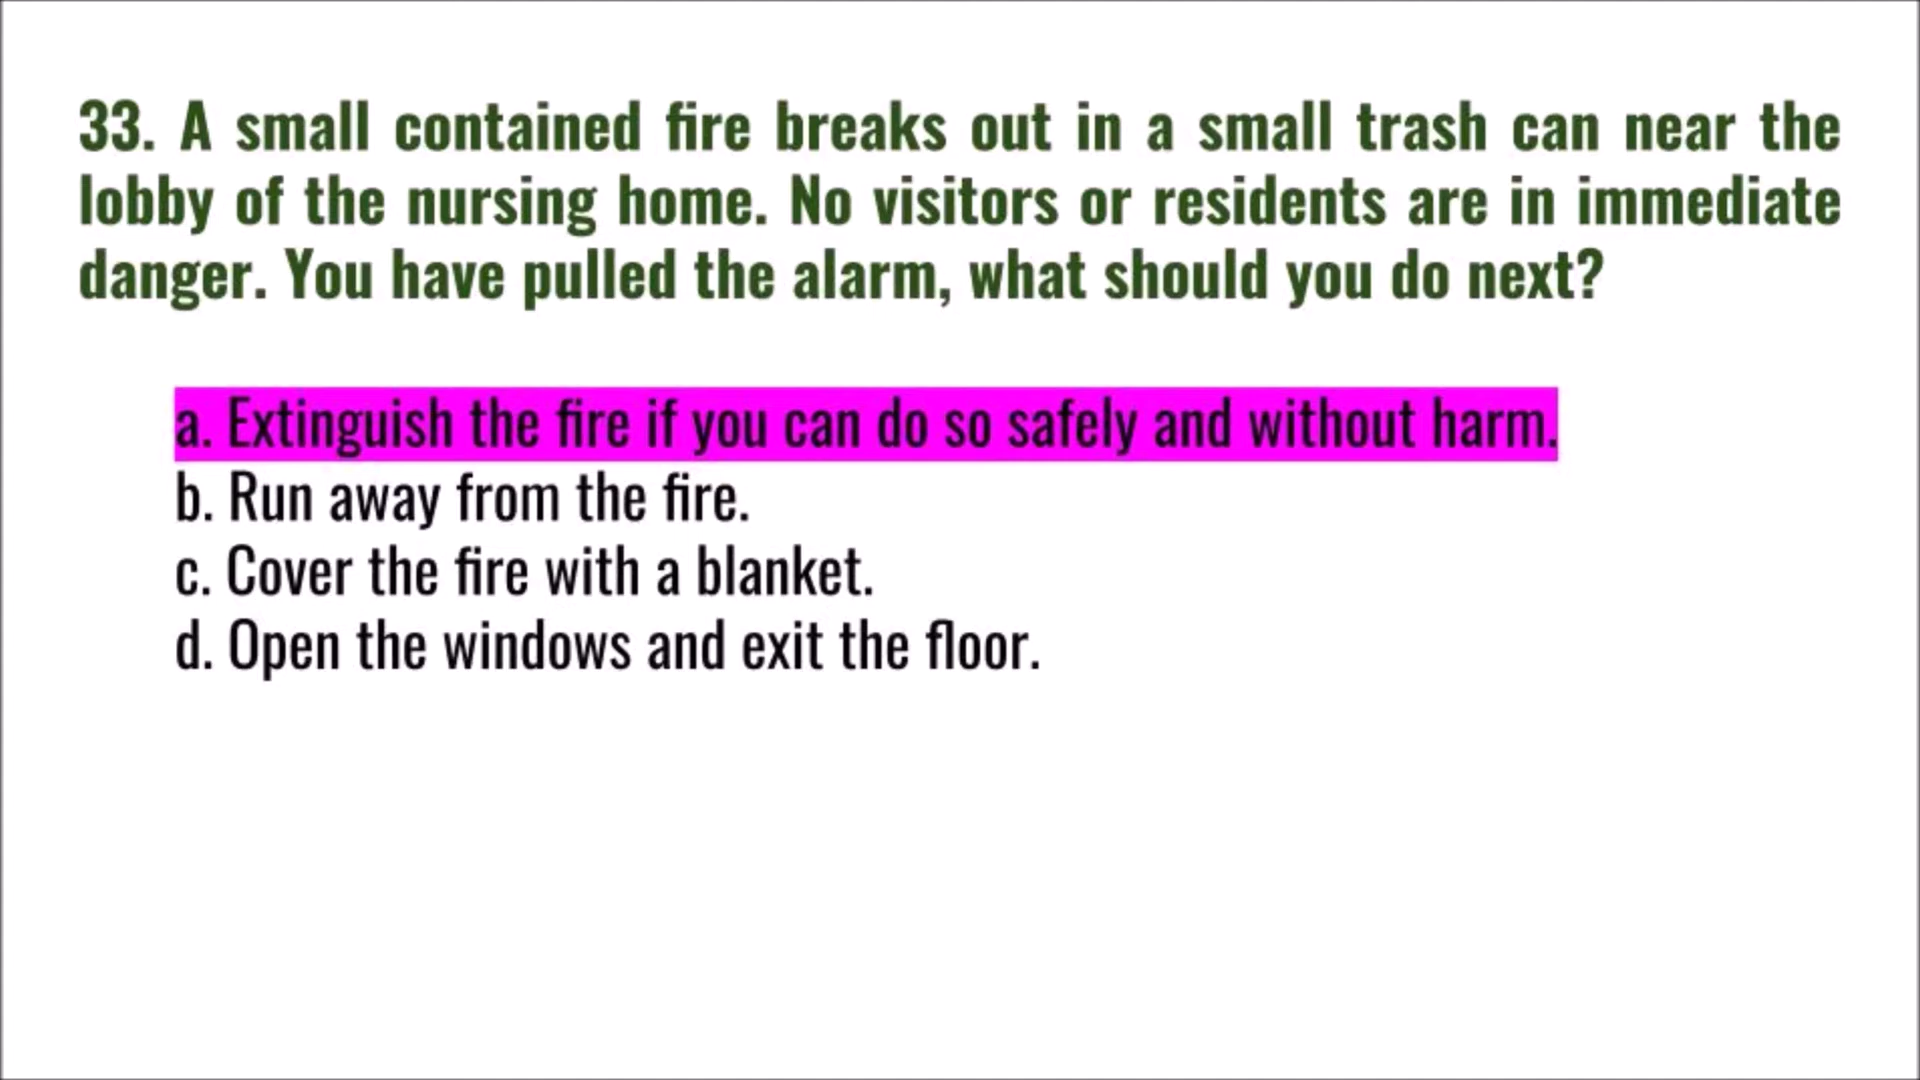 33. A small contained fire breaks out in a small trash can near the
lobby of the nursing home. No visitors or residents are in immediate
danger. You have pulled the alarm, what should you do next?
a. Extinguish the fire if you can do so safely and without harm.
b. Run away from the fire.
c. Cover the fire with a blanket.
d. Open the windows and exit the floor.